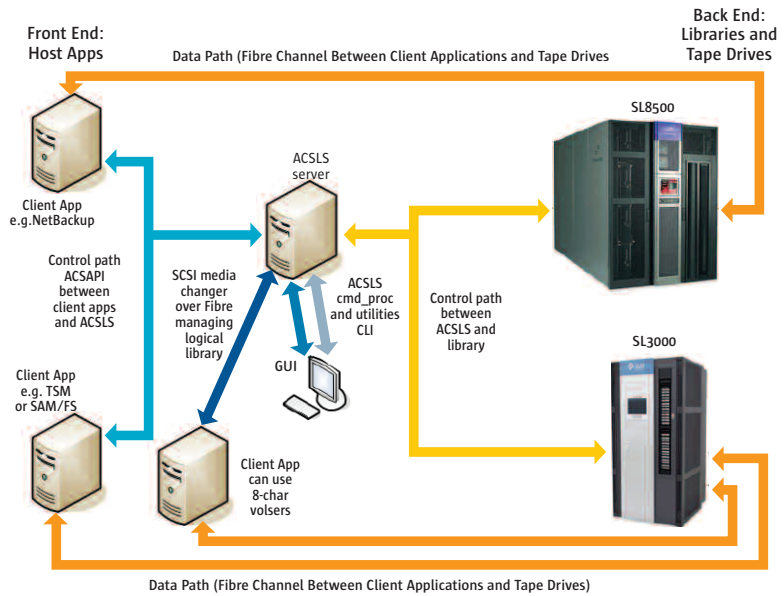 Front End:
Host Apps
Back End:
Libraries and
Tape Drives
Data Path (Fibre Channel Between Client Applications and Tape Drives
SL8500
ACSLS
server
Client App
e.g.NetBackup
Control path
ACSAPI
between
client apps
and ACSLS
SCSI media
changer
over Fibre
managing
logical
library
ACSLS
cmd_proc
and utilities
CLI
Control path
between
ACSLS and
library
GUI
SL3000
Client App
e.g. TSM
or SAM/FS
Client App
can use
8-char
volsers
Data Path (Fibre Channel Between Client Applications and Tape Drives)